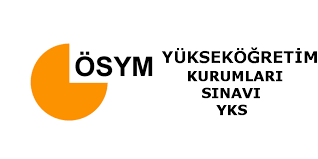 ÖSYM
YÜKSEKÖĞRETİM
KURUMLARI
SINAVI
YKS